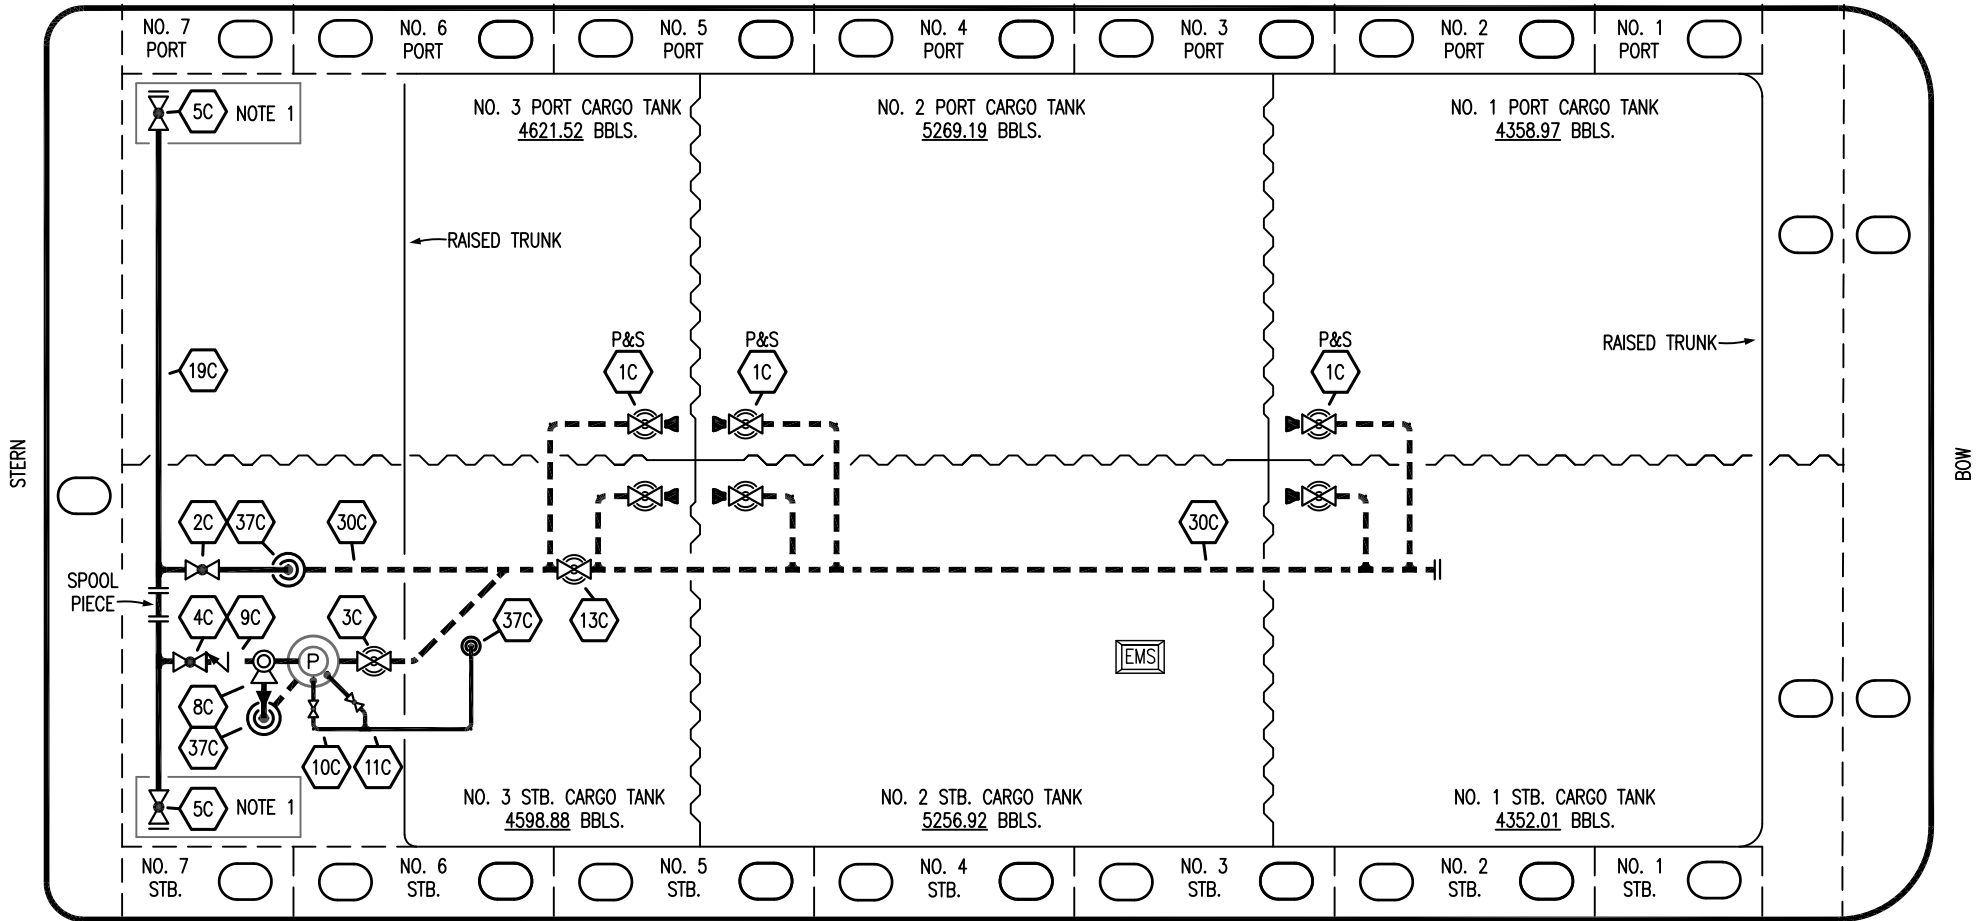 NO. 7
PORT
NO. 6
PORT
NO. 5
PORT
NO. 4
PORT
NO. 3
PORT
NO. 2
PORT
NO. 1
PORT
5C
NOTE 1
NO. 3 PORT CARGO TANK
4621.52 BBLS.
NO. 2 PORT CARGO TANK
5269.19 BBLS.
NO. 1 PORT CARGO TANK
4358.97 BBLS.
RAISED TRUNK
RAISED TRUNK
P&S
1C
P&S
1C
P&S
1C
19C
STERN
BOW
2C
37C
30C
30C
SPOOL
PIECE
4C
9C
3C
37C
13C
P
EMS
8C
37C
10C
11C
5C
NOTE 1
NO. 3 STB. CARGO TANK
4598.88 BBLS.
NO. 2 STB. CARGO TANK
5256.92 BBLS.
NO. 1 STB. CARGO TANK
4352.01 BBLS.
NO. 7
STB.
NO. 6
STB.
NO. 5
STB.
NO. 4
STB.
NO. 3
STB.
NO. 2
STB.
NO. 1
STB.